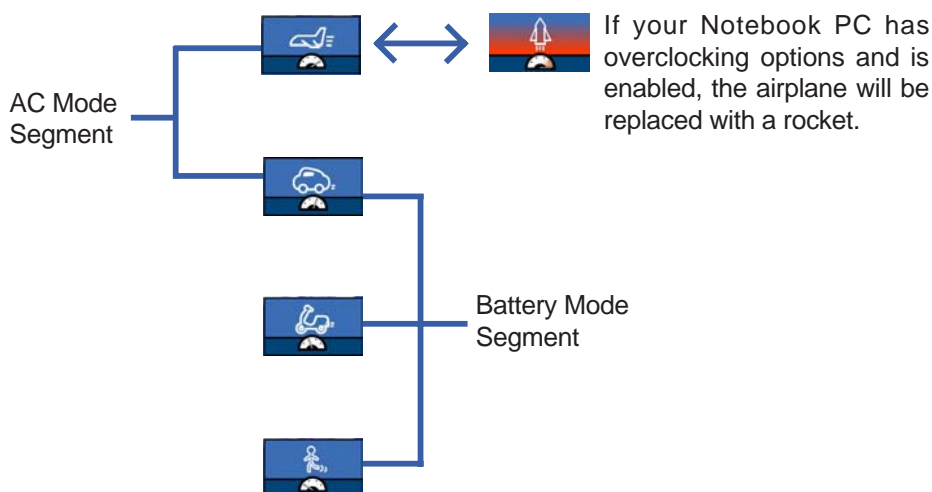 If your Notebook PC has
overclocking options and is
enabled, the airplane will be
replaced with a rocket.
AC Mode
Segment
Battery Mode
Segment